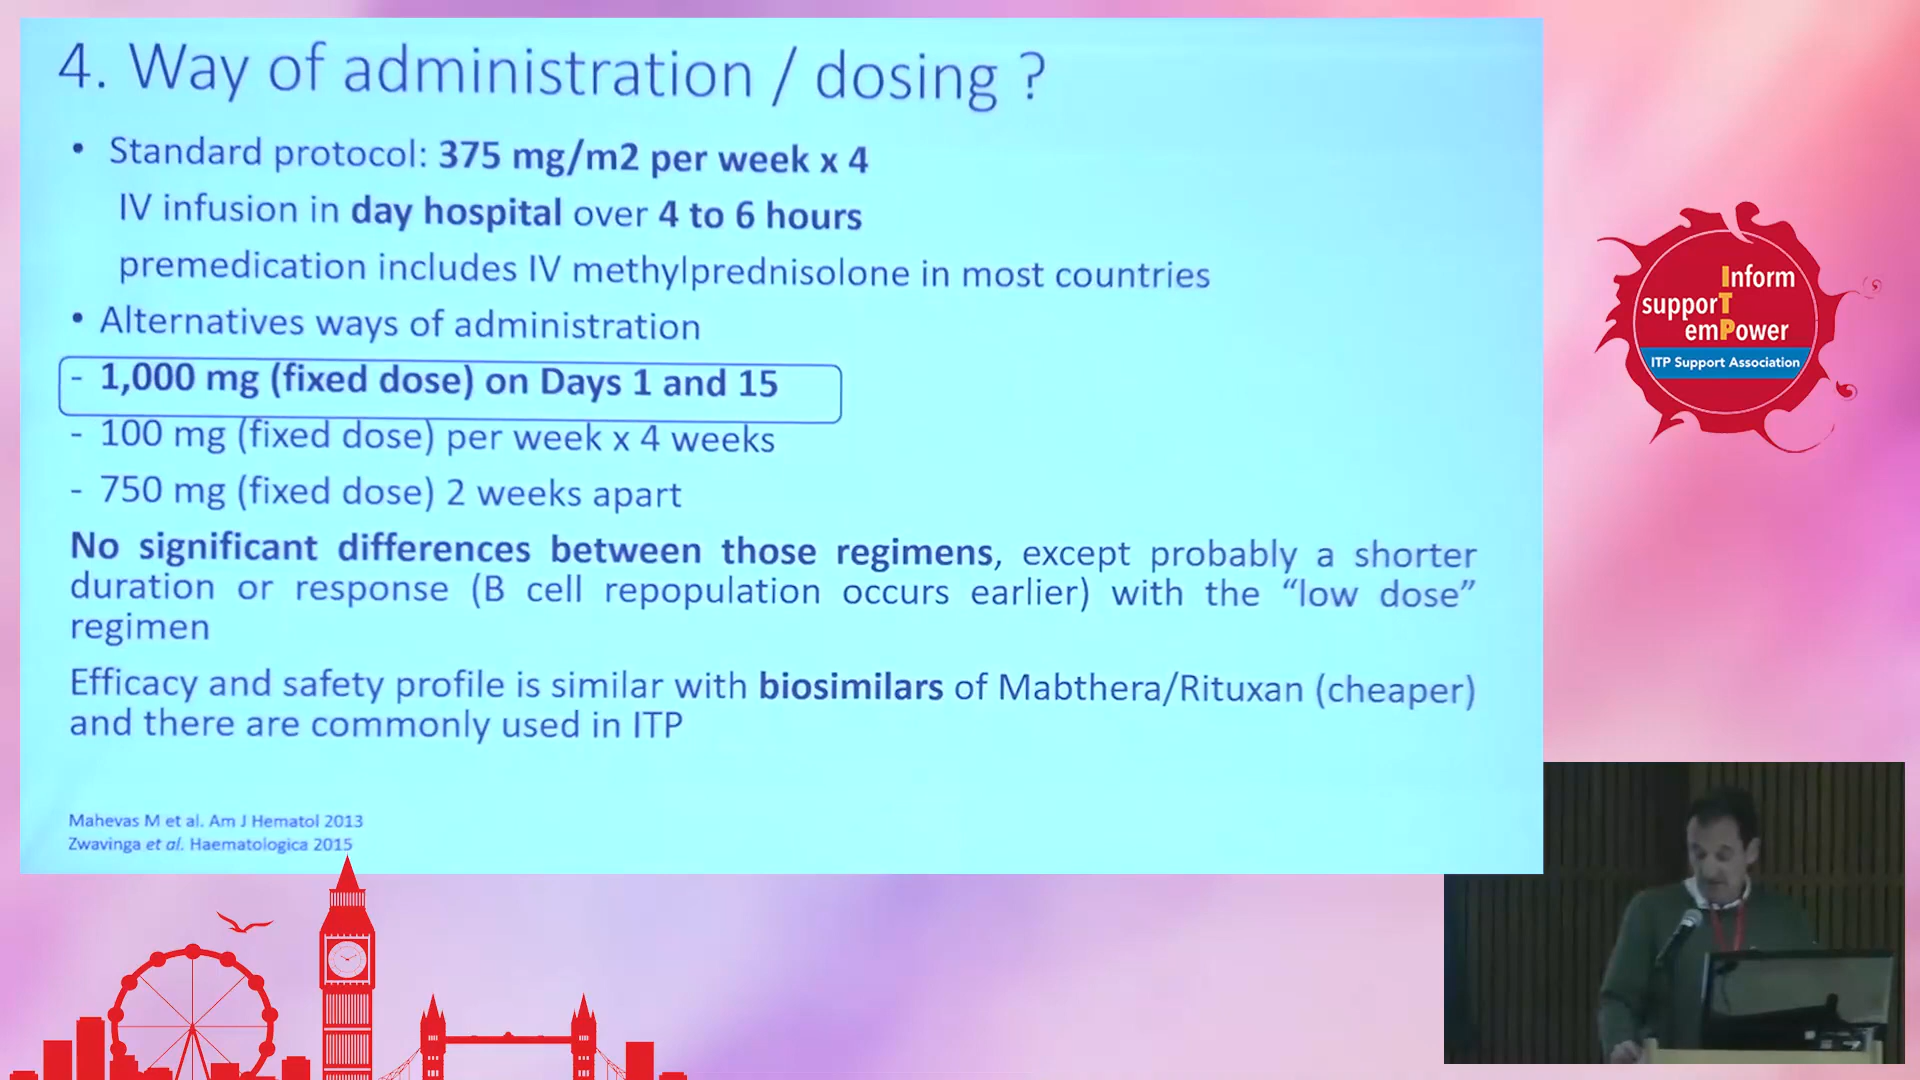 4. Way of administration / dosing ?
• Standard protocol: 375 mg/m2 per week x 4
IV infusion in day hospital over 4 to 6 hours
premedication includes IV methylprednisolone in most countries
• Alternatives ways of administration
- 1,000 mg (fixed dose) on Days 1 and 15
- 100 mg (fixed dose) per week x 4 weeks
- 750 mg (fixed dose) 2 weeks apart
No significant differences between those regimens, except probably a shorter
duration or response (B cell repopulation occurs earlier) with the “low dose”
regimen
Efficacy and safety profile is similar with biosimilars of Mabthera/Rituxan (cheaper)
and there are commonly used in ITP
Mahevas M et al. Am J Hematol 2013
Zwavinga et al. Haematologica 2015
Inform
supporT
emPower
ITP Support Association